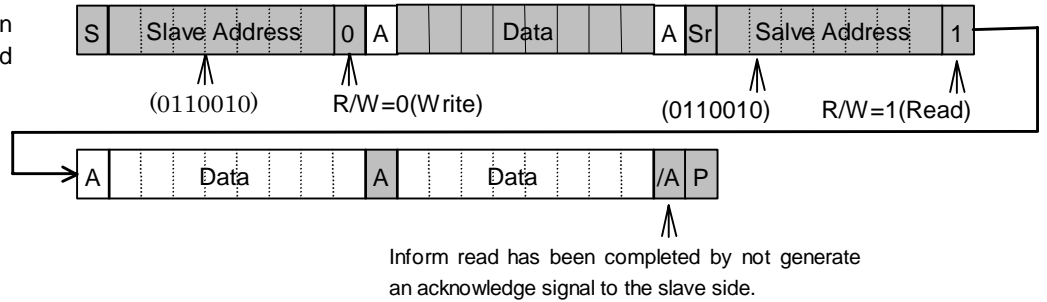 n
d
S Slave Address 0 A Data A Sr Salve Address 1
(0110010) R/W=0(Write) (0110010) R/W=1(Read)
A Data A Data /A P
Inform read has been completed by not generate
an acknowledge signal to the slave side.